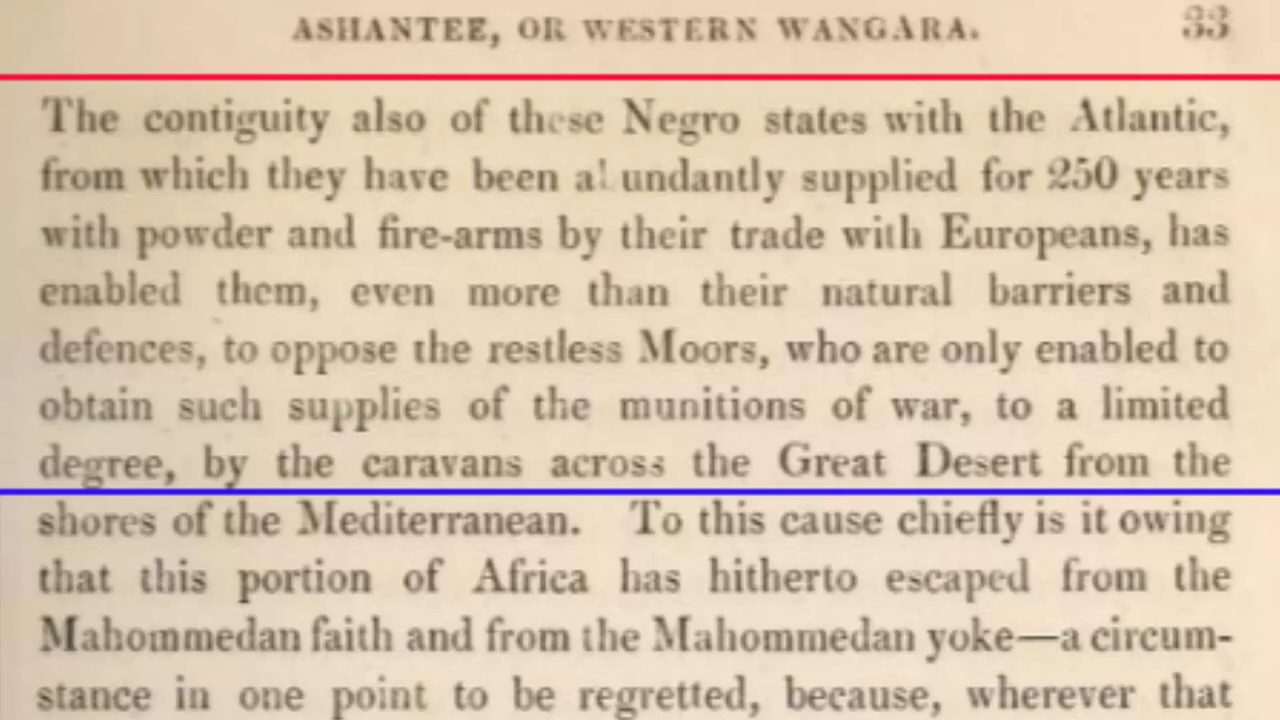 ASHANTEE, OR WESTERN WANGARA. 33
The contiguity also of these Negro states with the Atlantic,
from which they have been abundantly supplied for 250 years
with powder and fire-arms by their trade with Europeans, has
enabled them, even more than their natural barriers and
defences, to oppose the restless Moors, who are only enabled to
obtain such supplies of the munitions of war, to a limited
degree, by the caravans across the Great Desert from the
shores of the Mediterranean. To this cause chiefly is it owing
that this portion of Africa has hitherto escaped from the
Mahommedan faith and from the Mahommedan yoke—a circum-
stance in one point to be regretted, because, wherever that